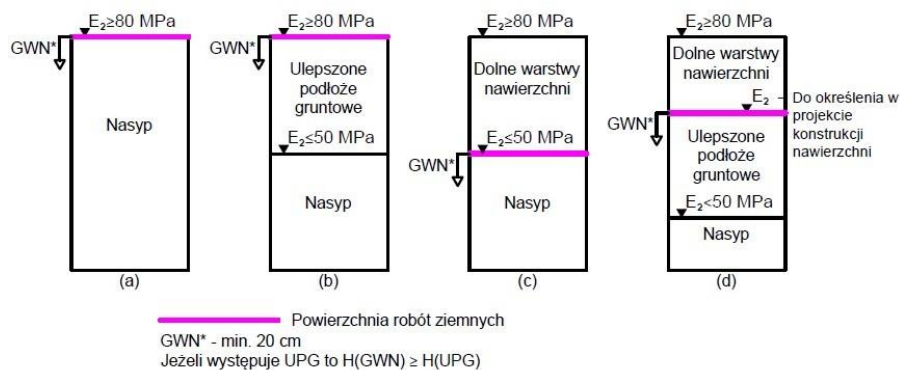 E₂≥80 MPa
GWN*
Nasyp
(a)
E₂≥80 MPa
GWN*
Ulepszone
podłoże
gruntowe
E₂≤50 MPa
Nasyp
(b)
E₂≥80 MPa
Dolne warstwy
nawierzchni
E₂≤50 MPa
GWN*
Nasyp
(c)
E₂≥80 MPa
Dolne warstwy
nawierzchni
E₂ - Do określenia w
projekcie
konstrukcji
nawierzchni
GWN*
Ulepszone
podłoże
gruntowe
E₂<50 MPa
Nasyp
(d)
Powierzchnia robót ziemnych
GWN* - min. 20 cm
Jeżeli występuje UPG to H(GWN) ≥ H(UPG)